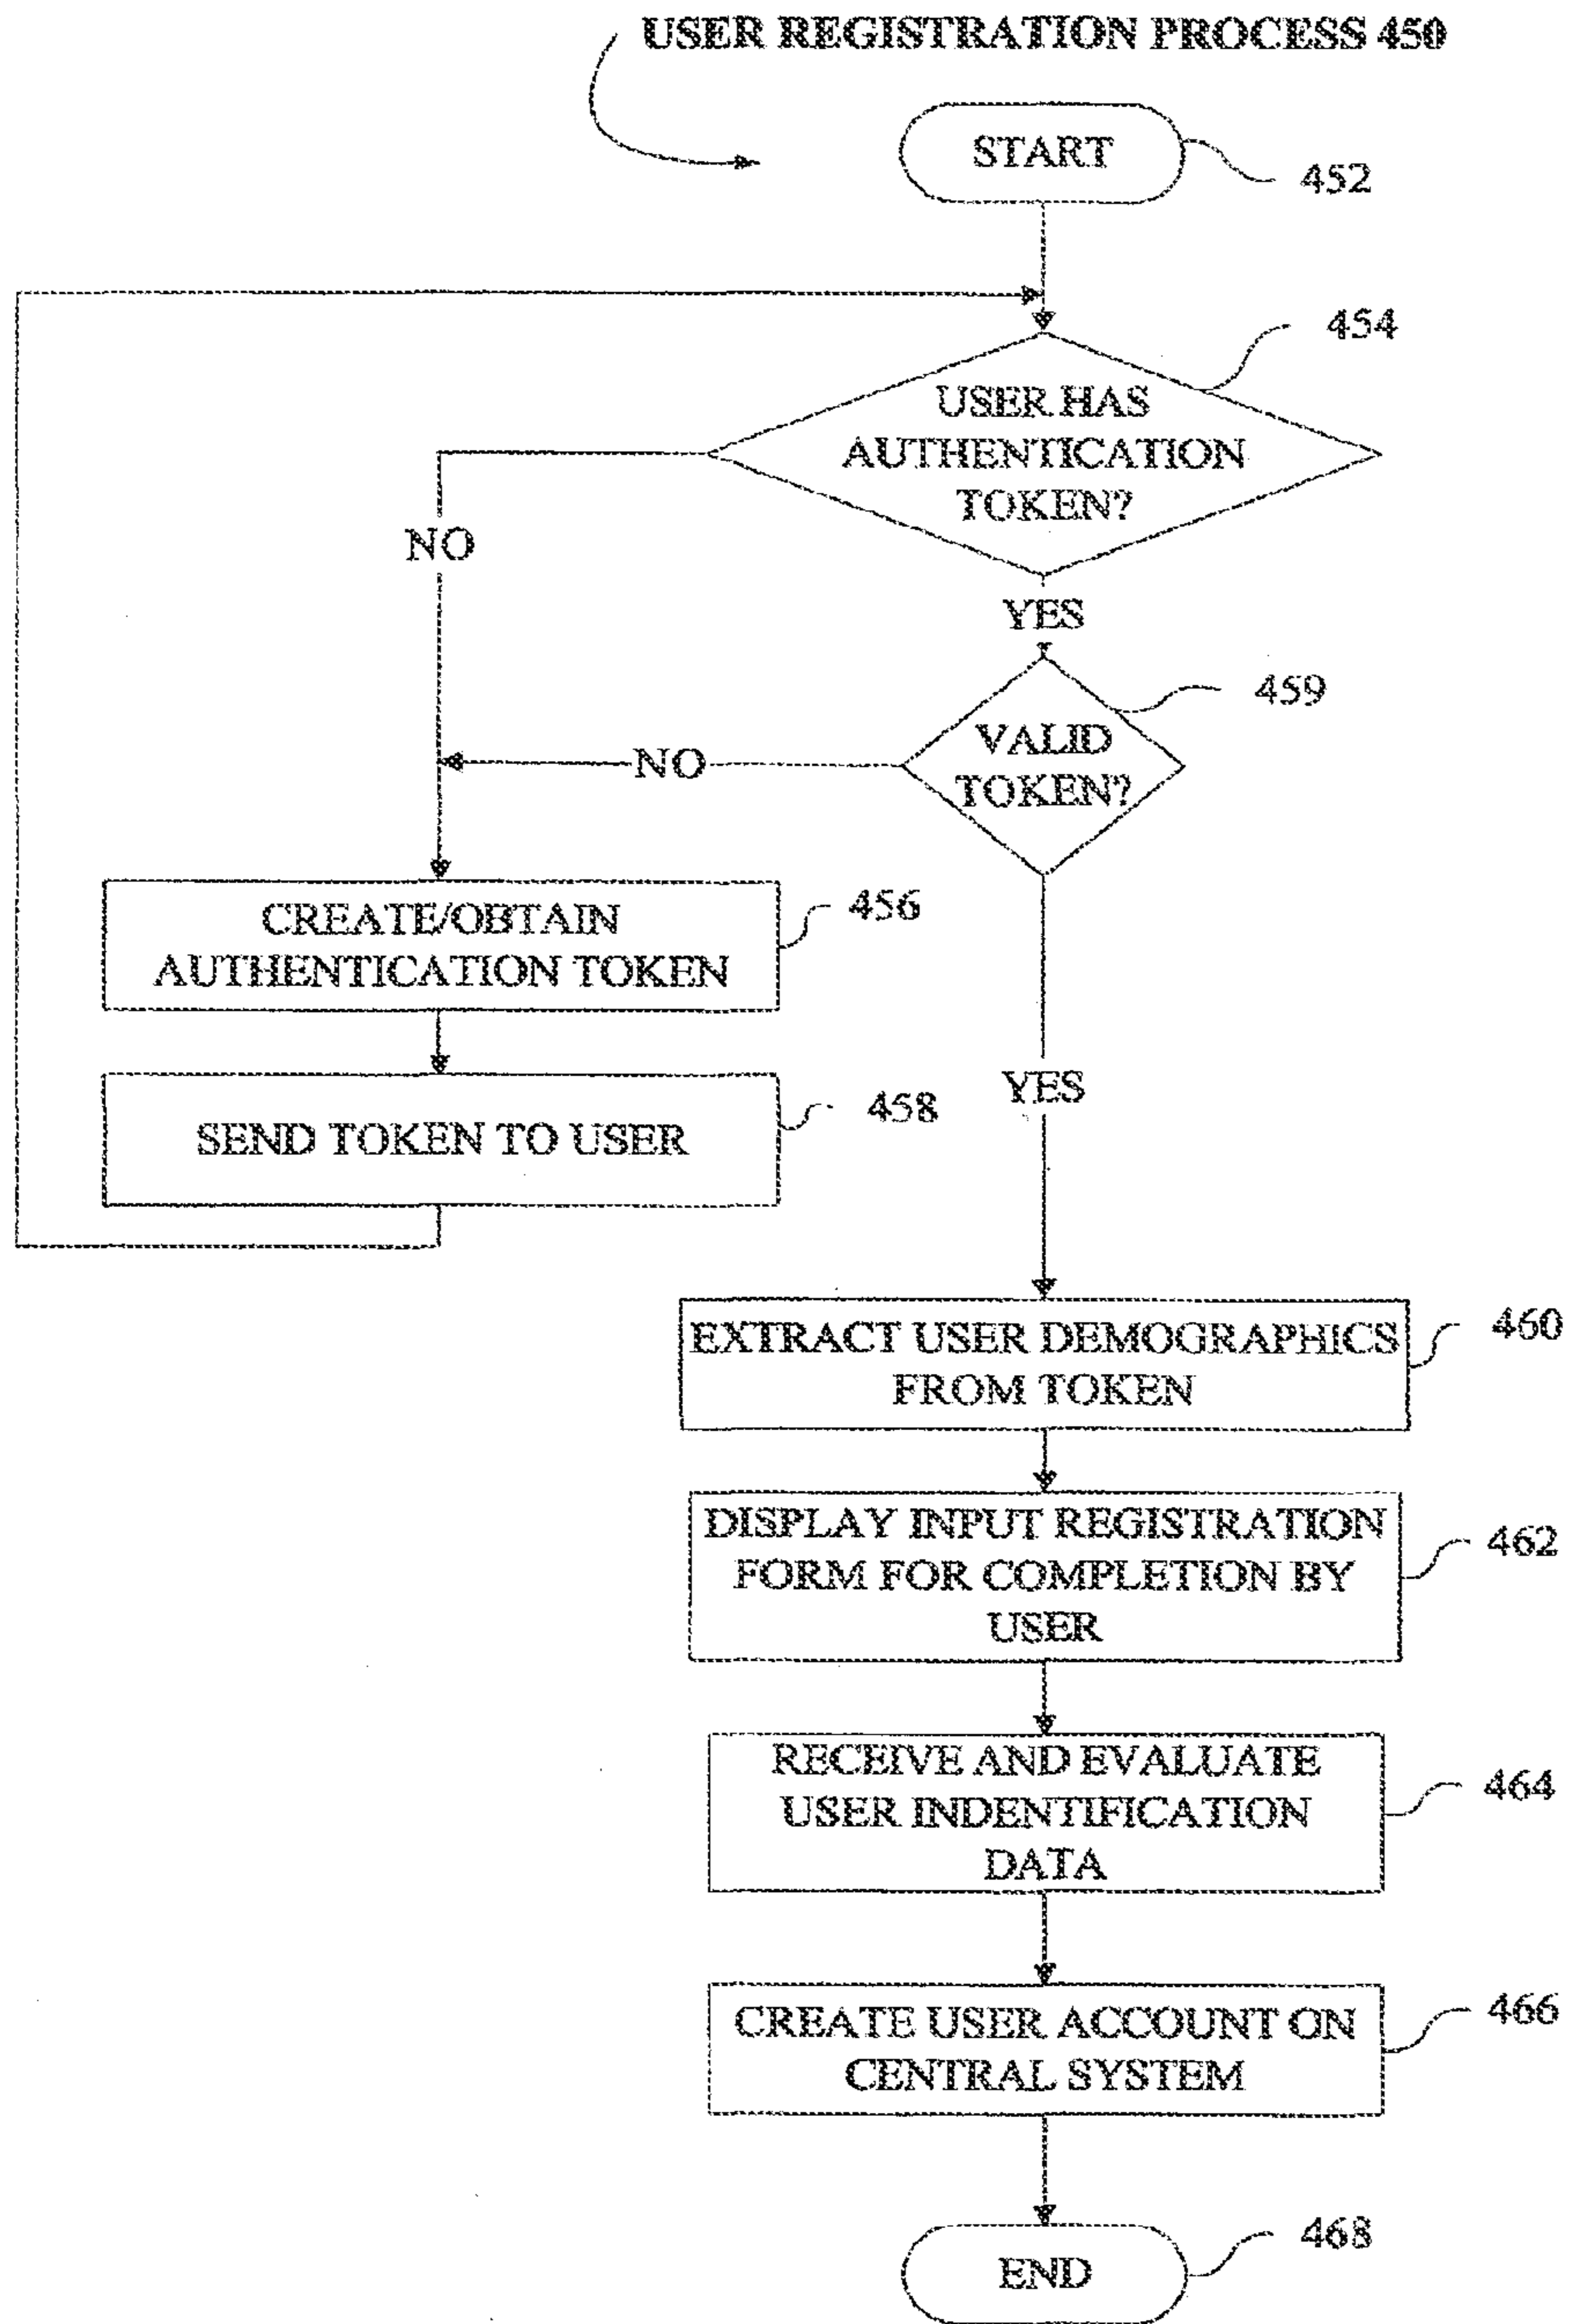 USER REGISTRATION PROCESS 450
START
452
454
USER HAS
AUTHENTICATION
TOKEN?
NO
YES
459
VALID
TOKEN?
NO
456
CREATE/OBTAIN
AUTHENTICATION TOKEN
YES
458
SEND TOKEN TO USER
460
EXTRACT USER DEMOGRAPHICS
FROM TOKEN
462
DISPLAY INPUT REGISTRATION
FORM FOR COMPLETION BY
USER
464
RECEIVE AND EVALUATE
USER INDENTIFICATION
DATA
466
CREATE USER ACCOUNT ON
CENTRAL SYSTEM
468
END